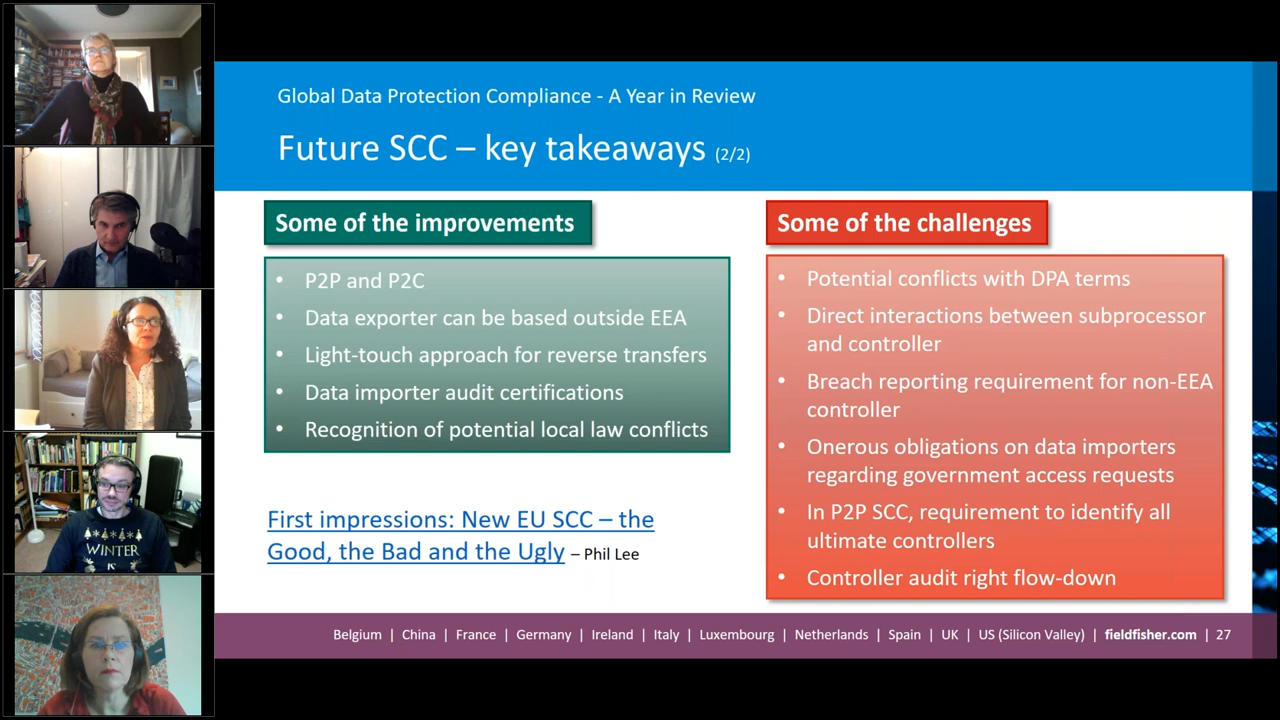 Global Data Protection Compliance - A Year in Review
Future SCC – key takeaways (2/2)
Some of the improvements
• P2P and P2C
• Data exporter can be based outside EEA
• Light-touch approach for reverse transfers
• Data importer audit certifications
• Recognition of potential local law conflicts
First impressions: New EU SCC – the
Good, the Bad and the Ugly – Phil Lee
Some of the challenges
• Potential conflicts with DPA terms
• Direct interactions between subprocessor
and controller
• Breach reporting requirement for non-EEA
controller
• Onerous obligations on data importers
regarding government access requests
• In P2P SCC, requirement to identify all
ultimate controllers
• Controller audit right flow-down
Belgium | China | France | Germany | Ireland | Italy | Luxembourg | Netherlands | Spain | UK | US (Silicon Valley) | fieldfisher.com | 27
WINTER
IS